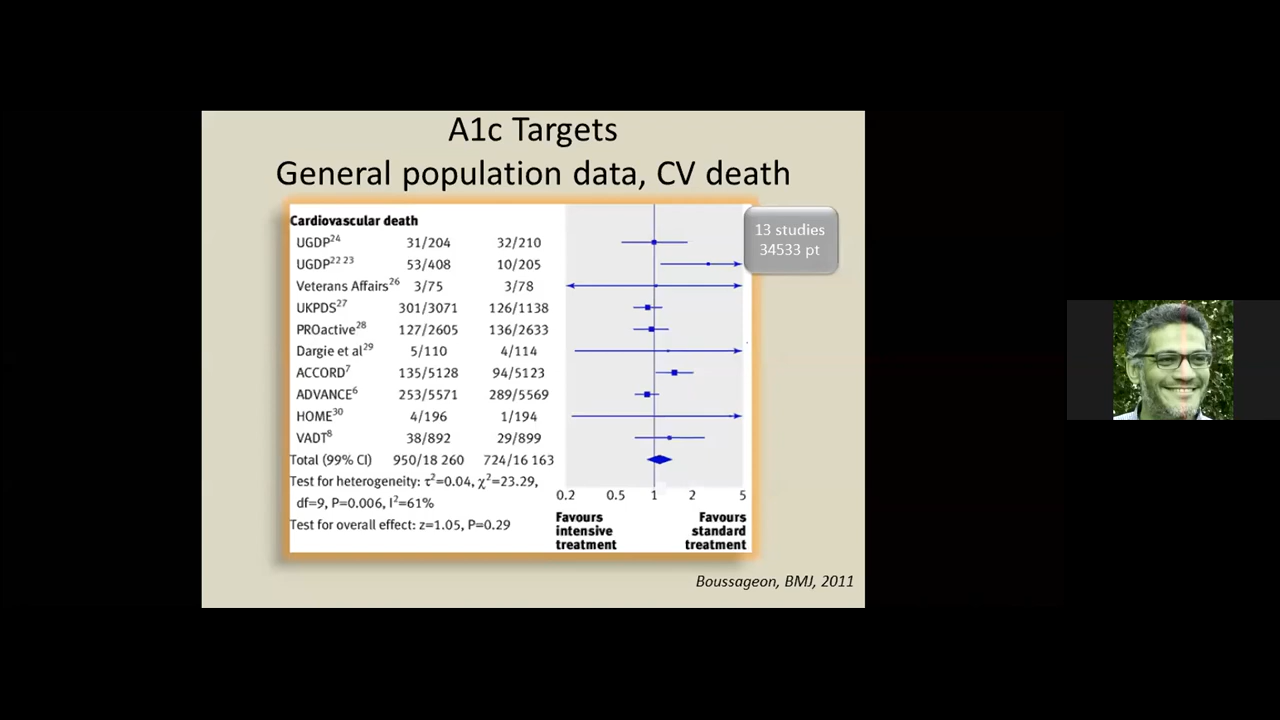 A1c Targets
General population data, CV death
13 studies
34533 pt
Cardiovascular death
UGDP24 31/204 32/210
UGDP22 23 53/408 10/205
Veterans Affairs26 3/75 3/78
UKPDS27 301/3071 126/1138
PROactive28 127/2605 136/2633
Dargie et al29 5/110 4/114
ACCORD7 135/5128 94/5123
ADVANCE6 253/5571 289/5569
HOME30 4/196 1/194
VADT8 38/892 29/899
Total (99% CI) 950/18 260 724/16 163
Test for heterogeneity: τ2=0.04, χ2=23.29,
df=9, P=0.006, I2=61%
Test for overall effect: z=1.05, P=0.29
0.2 0.5 1 2 5
Favours intensive treatment
Favours standard treatment
Boussageon, BMJ, 2011